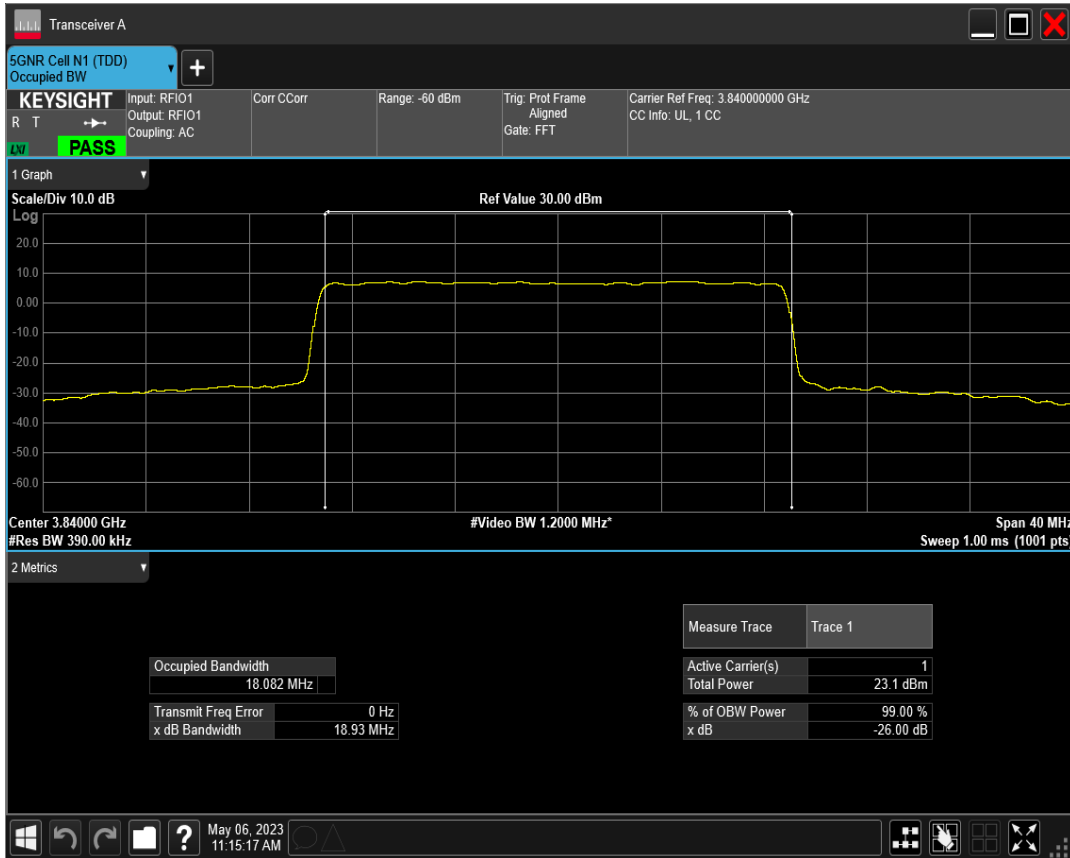 Transceiver A
5GNR Cell N1 (TDD)
Occupied BW
+
KEYSIGHT
R T
LXI
PASS
Input: RFIO1
Output: RFIO1
Coupling: AC
Corr CCorr
Range: -60 dBm
Trig: Prot Frame
Aligned
Gate: FFT
Carrier Ref Freq: 3.840000000 GHz
CC Info: UL, 1 CC
1 Graph
Scale/Div 10.0 dB
Ref Value 30.00 dBm
Log
20.0
10.0
0.00
-10.0
-20.0
-30.0
-40.0
-50.0
-60.0
Center 3.84000 GHz
#Video BW 1.2000 MHz*
Span 40 MHz
#Res BW 390.00 kHz
Sweep 1.00 ms (1001 pts)
2 Metrics
Measure Trace Trace 1
Occupied Bandwidth
18.082 MHz
Active Carrier(s) 1
Total Power 23.1 dBm
Transmit Freq Error 0 Hz
x dB Bandwidth 18.93 MHz
% of OBW Power 99.00 %
x dB -26.00 dB
?
May 06, 2023
11:15:17 AM